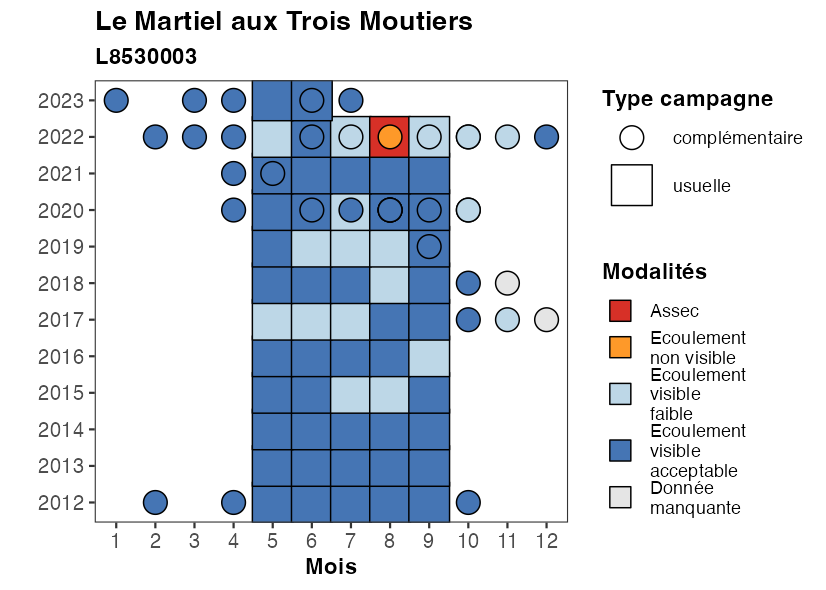 Le Martiel aux Trois Moutiers
L8530003
2023
2022
2021
2020
2019
2018
2017
2016
2015
2014
2013
2012
1 2 3 4 5 6 7 8 9 10 11 12
Mois
Type campagne
complémentaire
usuelle
Modalités
Assec
Ecoulement
non visible
Ecoulement
visible
faible
Ecoulement
visible
acceptable
Donnée
manquante